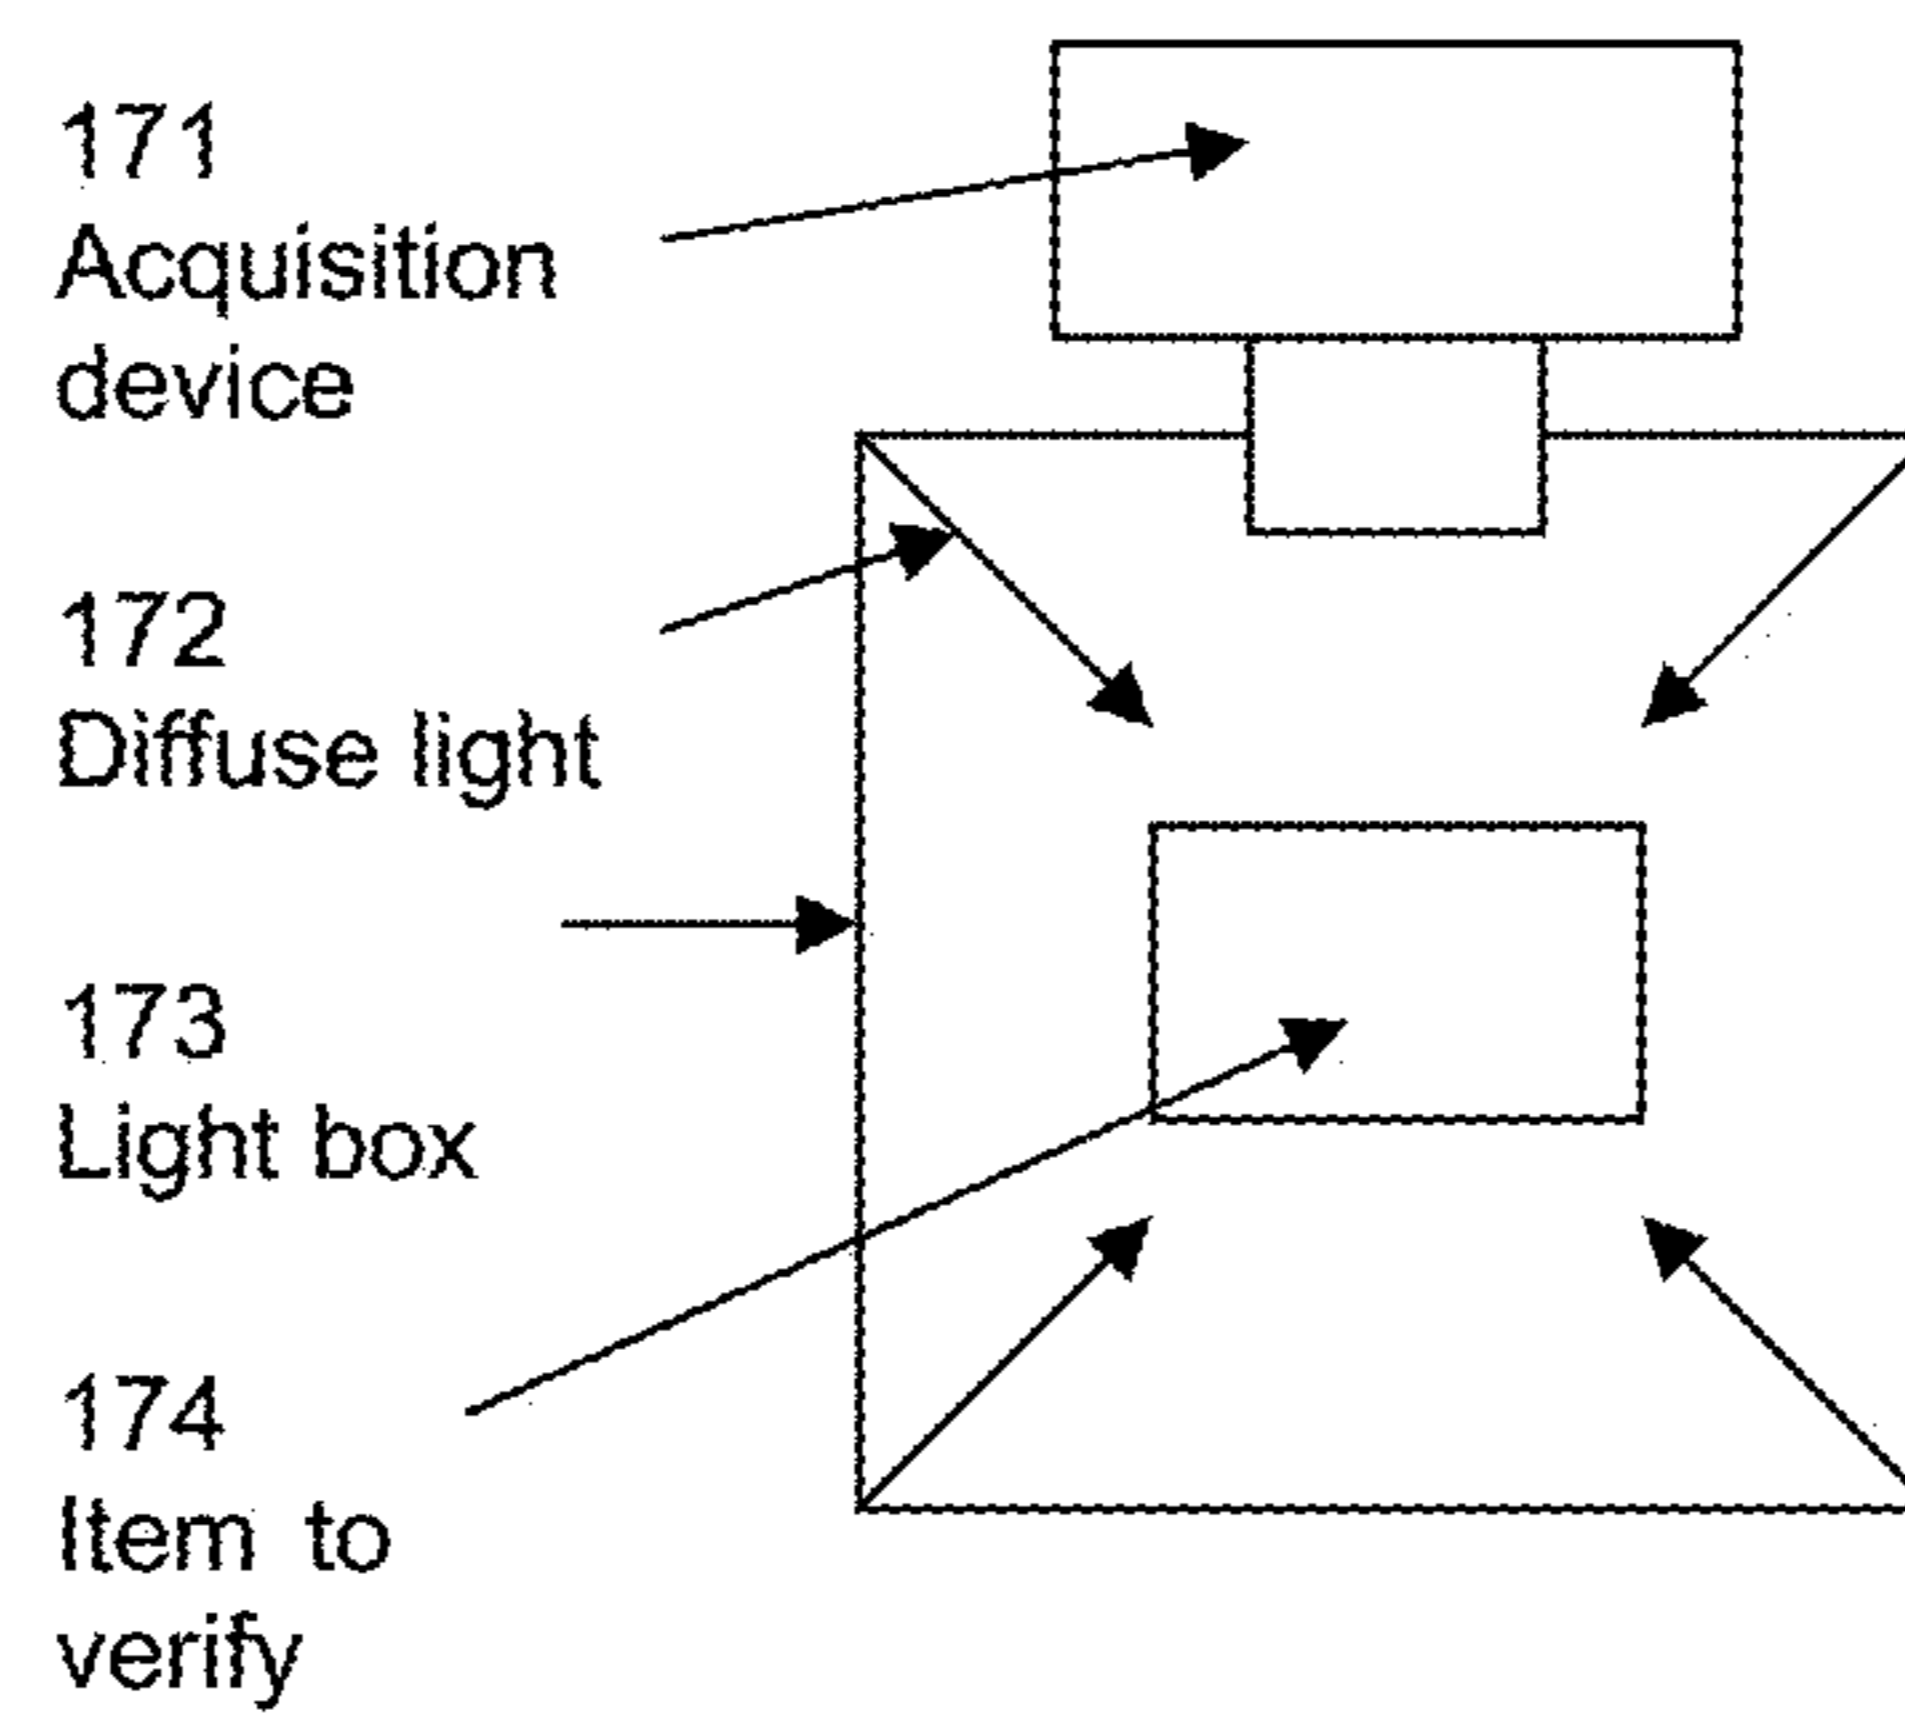 171
Acquisition
device
172
Diffuse light
173
Light box
174
Item to
verify